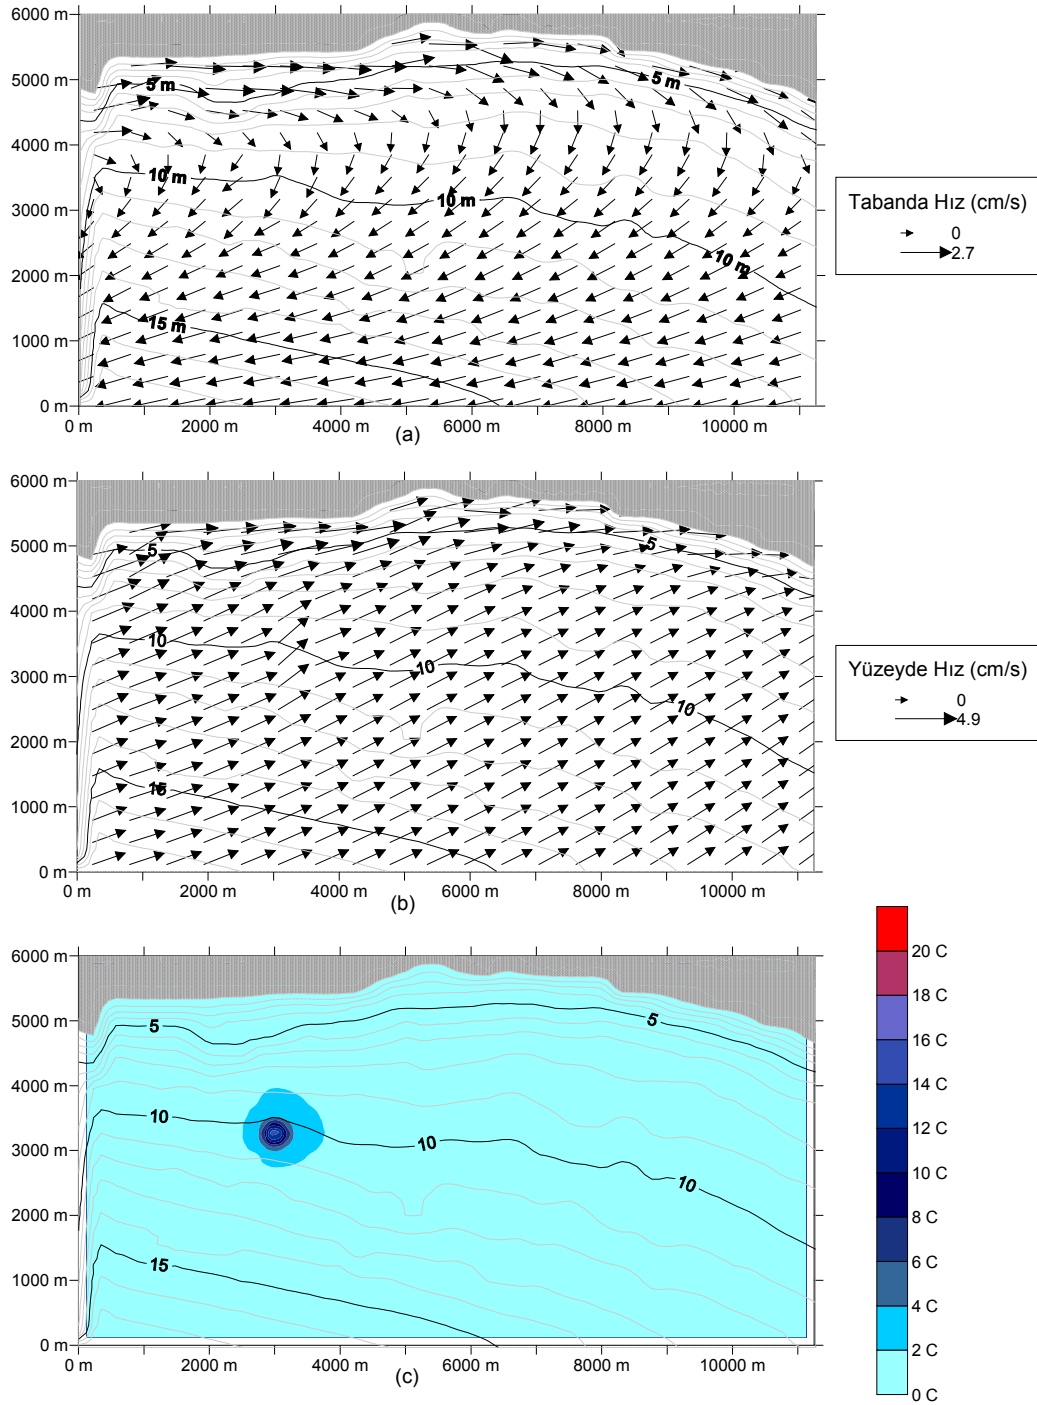 6000 m
5000 m
4000 m
3000 m
2000 m
1000 m
0 m
5 m
5 m
10 m
10 m
10 m
15 m
0 m
2000 m
4000 m
6000 m
8000 m
10000 m
(a)
Tabanda Hız (cm/s)
0
2.7
6000 m
5000 m
4000 m
3000 m
2000 m
1000 m
0 m
5
5
10
10
10
15
0 m
2000 m
4000 m
6000 m
8000 m
10000 m
(b)
Yüzeyde Hız (cm/s)
0
4.9
6000 m
5000 m
4000 m
3000 m
2000 m
1000 m
0 m
5
5
10
10
10
15
0 m
2000 m
4000 m
6000 m
8000 m
10000 m
(c)
20 C
18 C
16 C
14 C
12 C
10 C
8 C
6 C
4 C
2 C
0 C